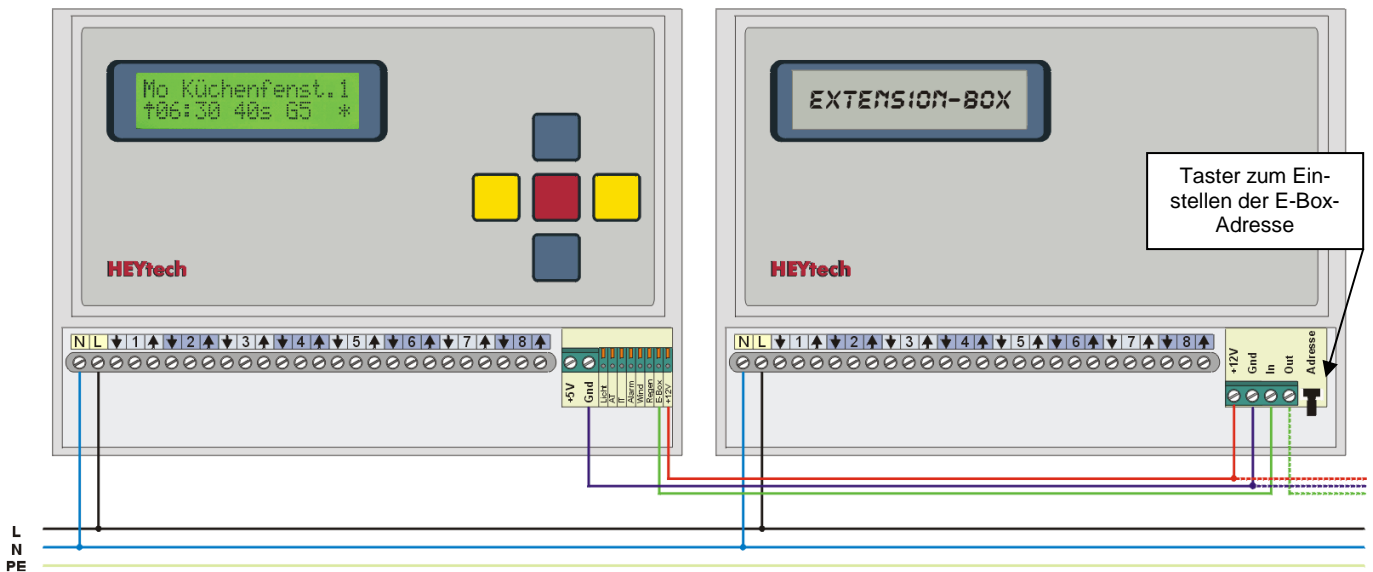 Mo Küchenfenst.1
↑06:30 40s G5 *
HEYtech
N L ↓ 1 ↑ ↓ 2 ↑ ↓ 3 ↑ ↓ 4 ↑ ↓ 5 ↑ ↓ 6 ↑ ↓ 7 ↑ ↓ 8 ↑
+5V
Gnd
Licht
AT
IT
Alarm
Wind
Regen
E-Box
+12V
EXTENSION-BOX
Taster zum Ein-
stellen der E-Box-
Adresse
HEYtech
N L ↓ 1 ↑ ↓ 2 ↑ ↓ 3 ↑ ↓ 4 ↑ ↓ 5 ↑ ↓ 6 ↑ ↓ 7 ↑ ↓ 8 ↑
+12V
Gnd
In
Out
Adresse
L
N
PE